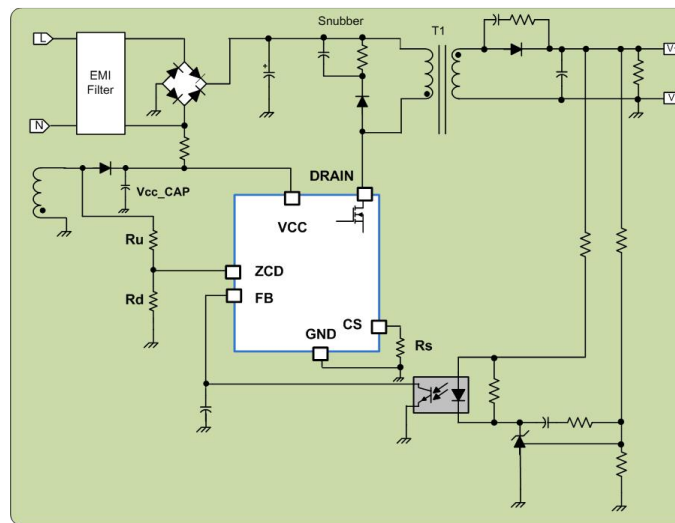 Snubber
T1
L
EMI
Filter
N
V
V
DRAIN
Vcc_CAP
VCC
Ru
ZCD
Rd
FB
CS
GND
Rs
+